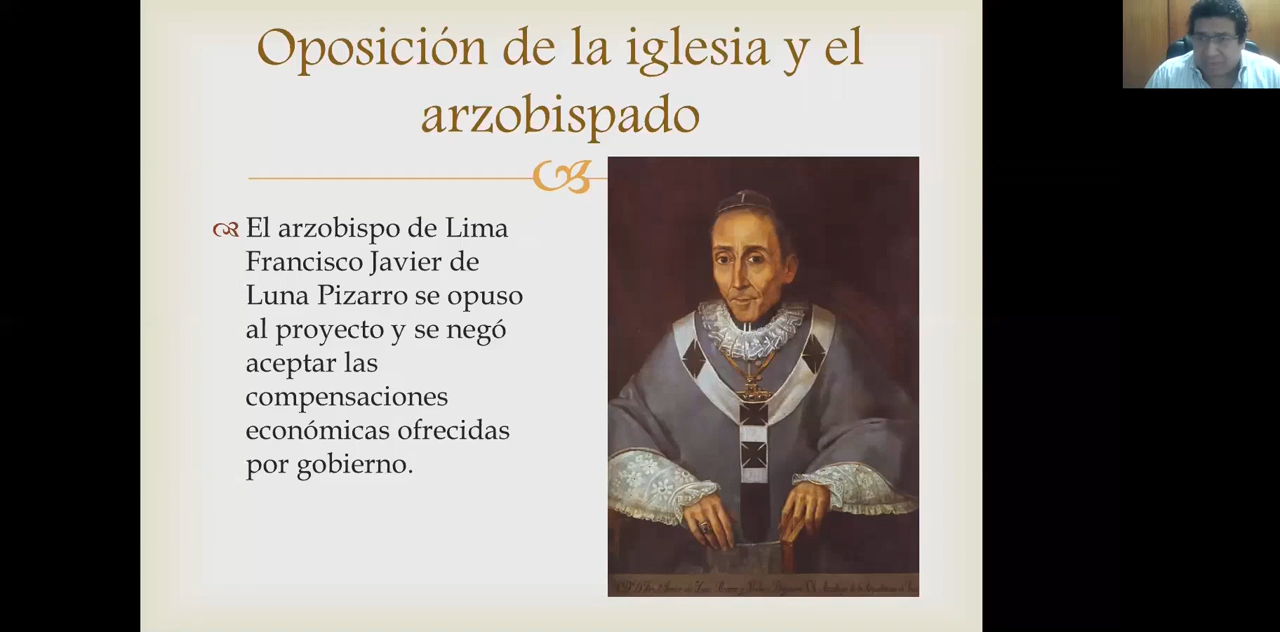 Oposición de la iglesia y el
arzobispado
El arzobispo de Lima
Francisco Javier de
Luna Pizarro se opuso
al proyecto y se negó
aceptar las
compensaciones
económicas ofrecidas
por gobierno.